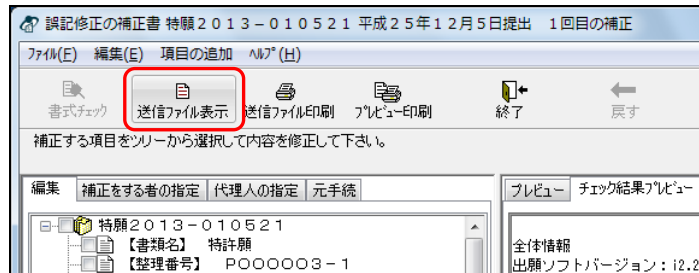 誤記修正の補正書 特願２０１３－０１０５２１ 平成２５年１２月５日提出　１回目の補正
ﾌｧｲﾙ(F)　編集(E)　項目の追加　ﾍﾙﾌﾟ(H)
書式ﾁｪｯｸ　送信ﾌｧｲﾙ表示　送信ﾌｧｲﾙ印刷　ﾌﾟﾚﾋﾞｭｰ印刷　終了　戻す
補正する項目をﾂﾘｰから選択して内容を修正して下さい。
編集　補正をする者の指定　代理人の指定　元手続　プレビュー　ﾁｪｯｸ結果ﾌﾟﾚﾋﾞｭｰ
特願２０１３－０１０５２１
【書類名】　特許願　全体情報
【整理番号】　Ｐ０００００３－１　出願ソフトバージョン：i2.2